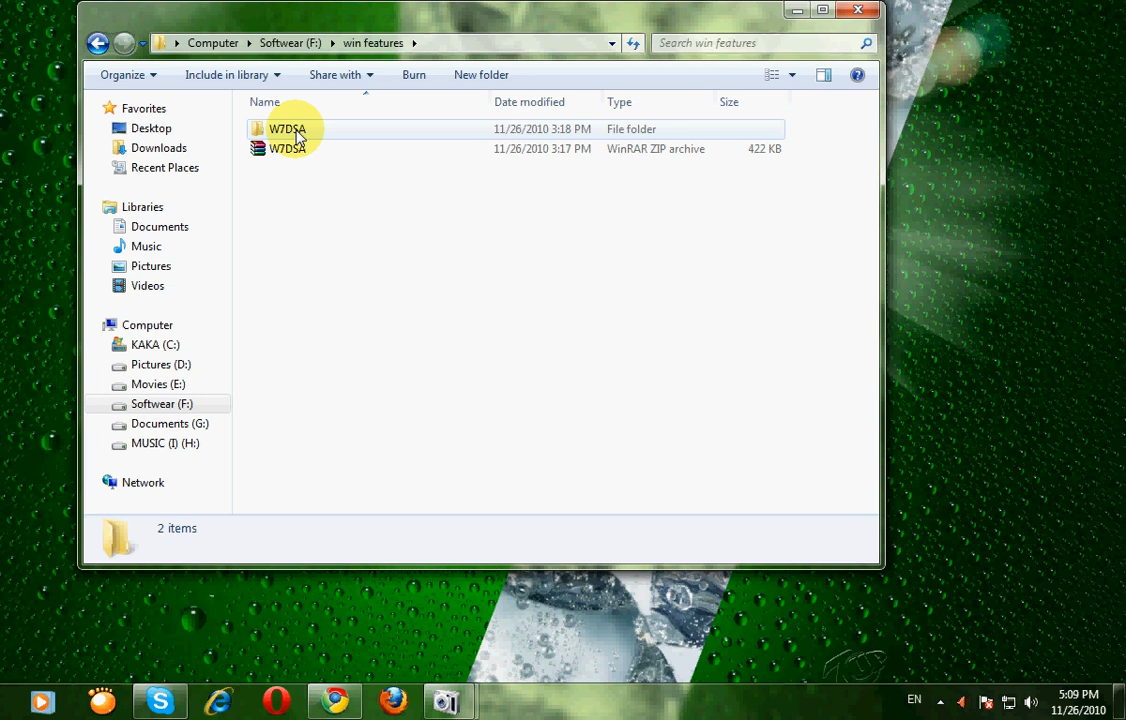 Computer Softwear (F:) win features
Search win features
Organize Include in library Share with Burn New folder
Name Date modified Type Size
W7DSA 11/26/2010 3:18 PM File folder
W7DSA 11/26/2010 3:17 PM WinRAR ZIP archive 422 KB
Favorites
Desktop
Downloads
Recent Places
Libraries
Documents
Music
Pictures
Videos
Computer
KAKA (C:)
Pictures (D:)
Movies (E:)
Softwear (F:)
Documents (G:)
MUSIC (I) (H:)
Network
2 items
EN
5:09 PM
11/26/2010